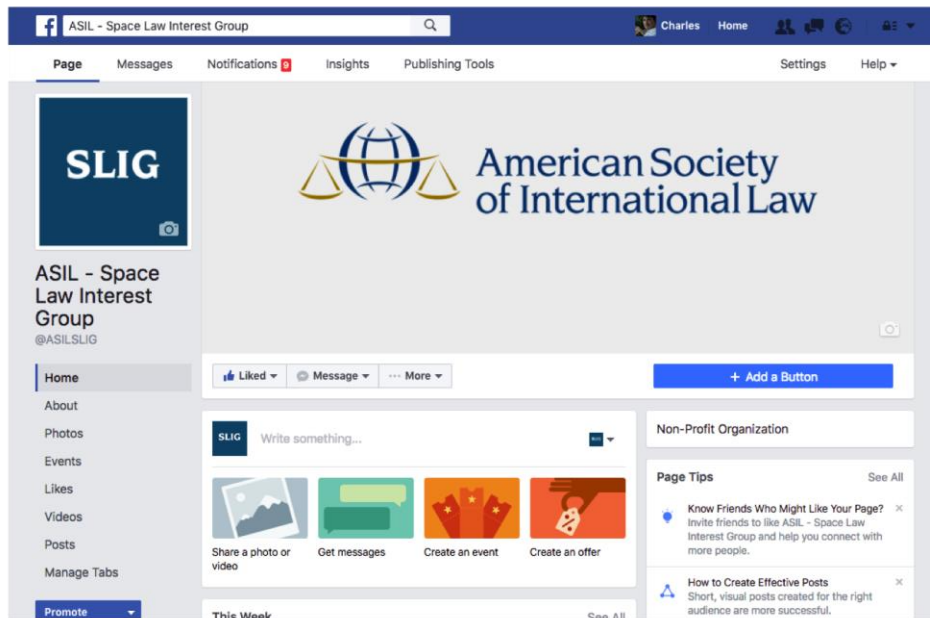 ASIL - Space Law Interest Group
Charles Home
Page Messages Notifications 9 Insights Publishing Tools Settings Help
SLIG
American Society
of International Law
ASIL - Space
Law Interest
Group
@ASILSLIG
Home
About
Photos
Events
Likes
Videos
Posts
Manage Tabs
Promote
Liked Message ··· More
+ Add a Button
SLIG Write something...
Share a photo or
video
Get messages
Create an event
Create an offer
This Week See All
Non-Profit Organization
Page Tips See All
Know Friends Who Might Like Your Page? ×
Invite friends to like ASIL - Space Law
Interest Group and help you connect with
more people.
How to Create Effective Posts ×
Short, visual posts created for the right
audience are more successful.